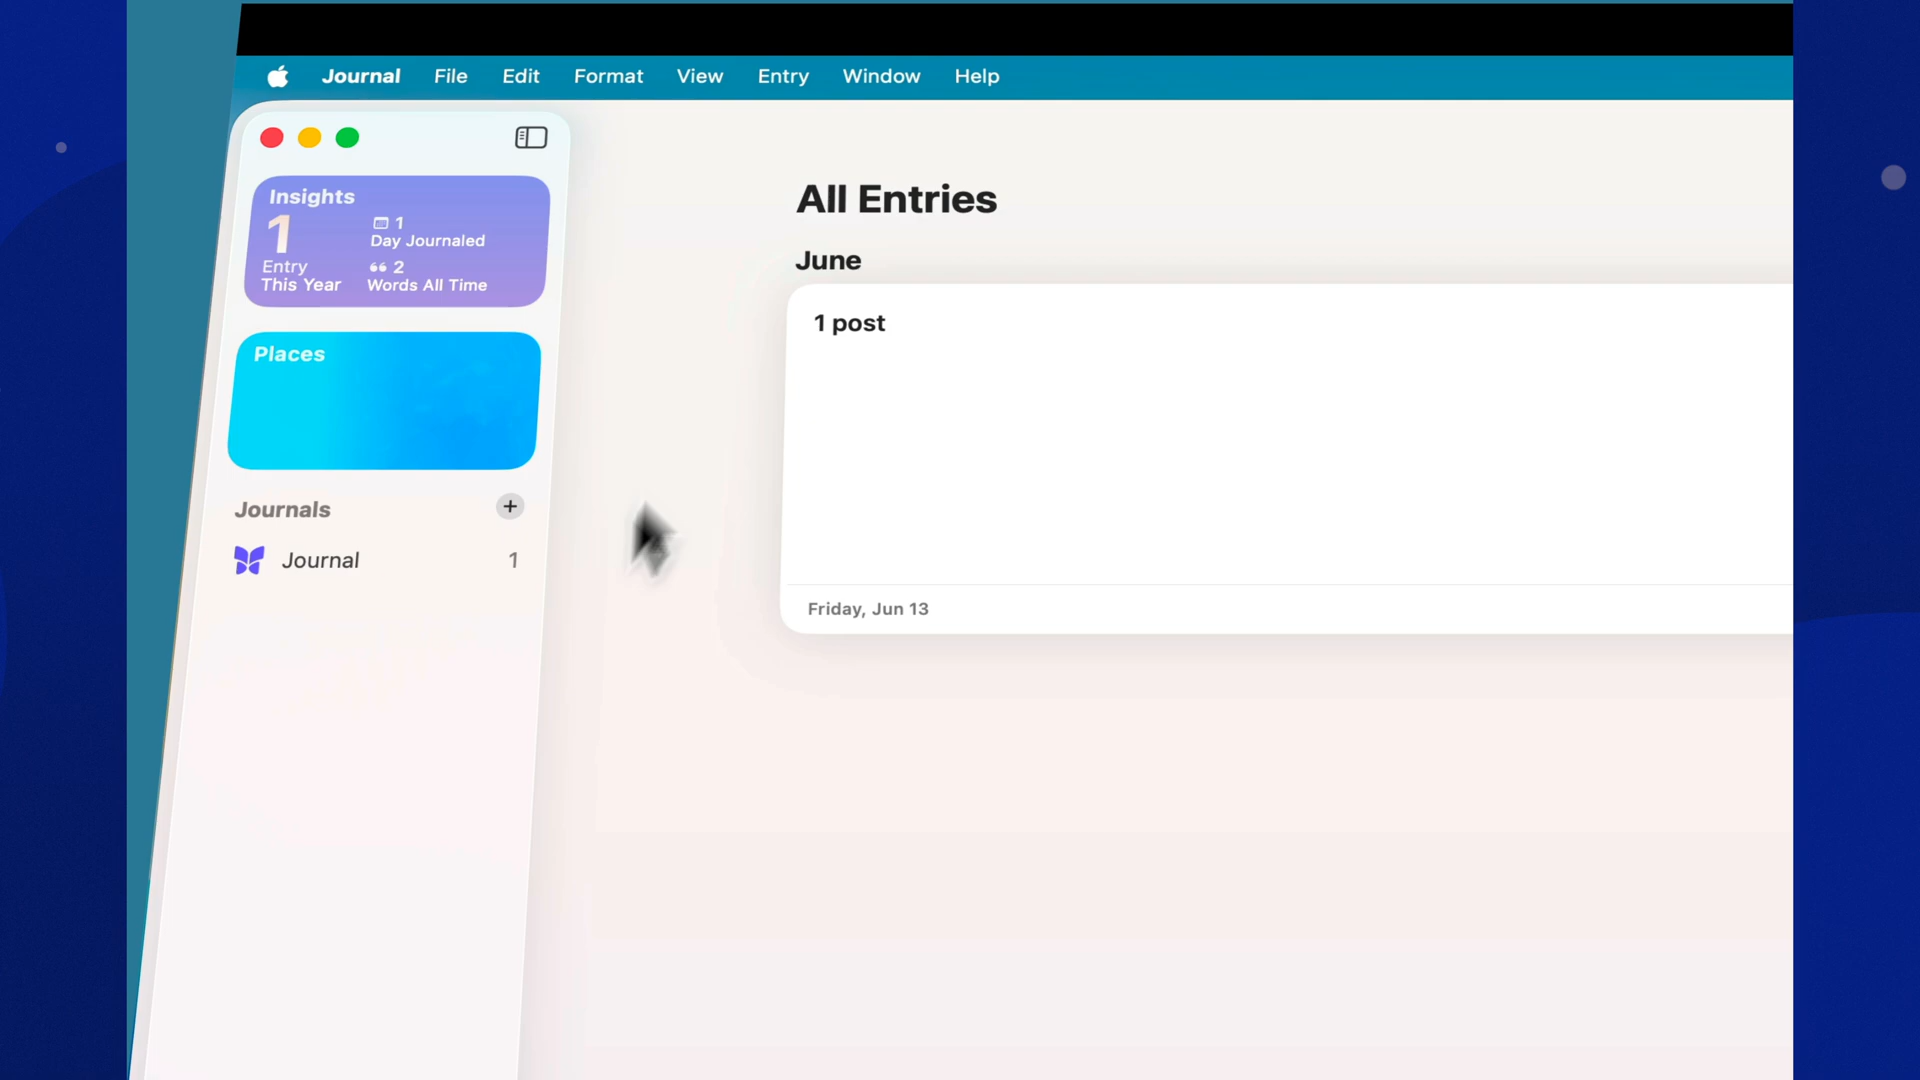 Journal File Edit Format View Entry Window Help
Insights
1
Entry
This Year
1
Day Journaled
2
Words All Time
Places
Journals
Journal 1
All Entries
June
1 post
Friday, Jun 13